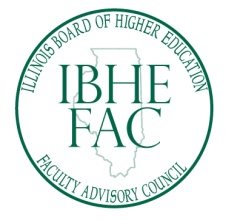 ILLINOIS BOARD OF HIGHER EDUCATION
IBHE
FAC
FACULTY ADVISORY COUNCIL